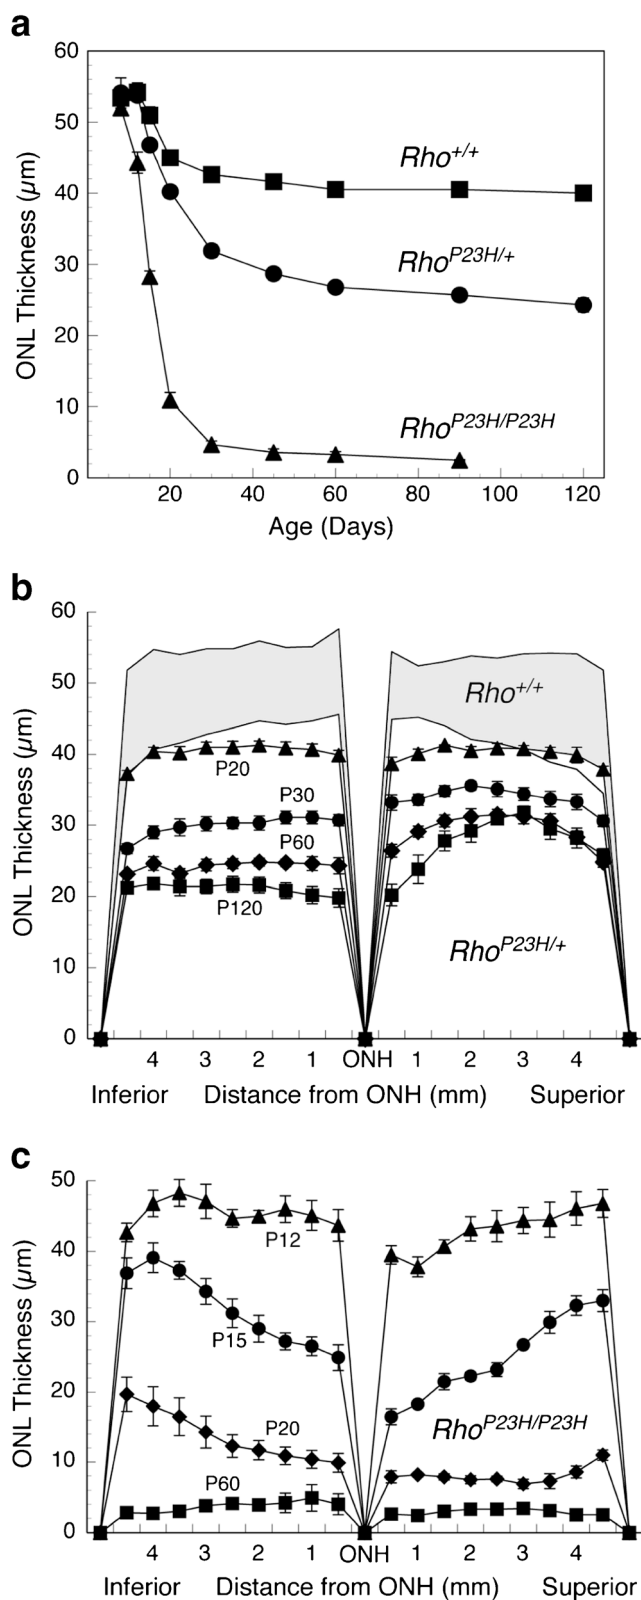 a
60
50
40
30
20
10
0
ONL Thickness (µm)
Rho+/+
RhoP23H/+
RhoP23H/P23H
20 40 60 80 100 120
Age (Days)
b
60
50
40
30
20
10
0
ONL Thickness (µm)
Rho+/+
P20
P30
P60
P120
RhoP23H/+
4 3 2 1 ONH 1 2 3 4
Inferior Distance from ONH (mm) Superior
c
50
40
30
20
10
0
ONL Thickness (µm)
P12
P15
P20
P60
RhoP23H/P23H
4 3 2 1 ONH 1 2 3 4
Inferior Distance from ONH (mm) Superior